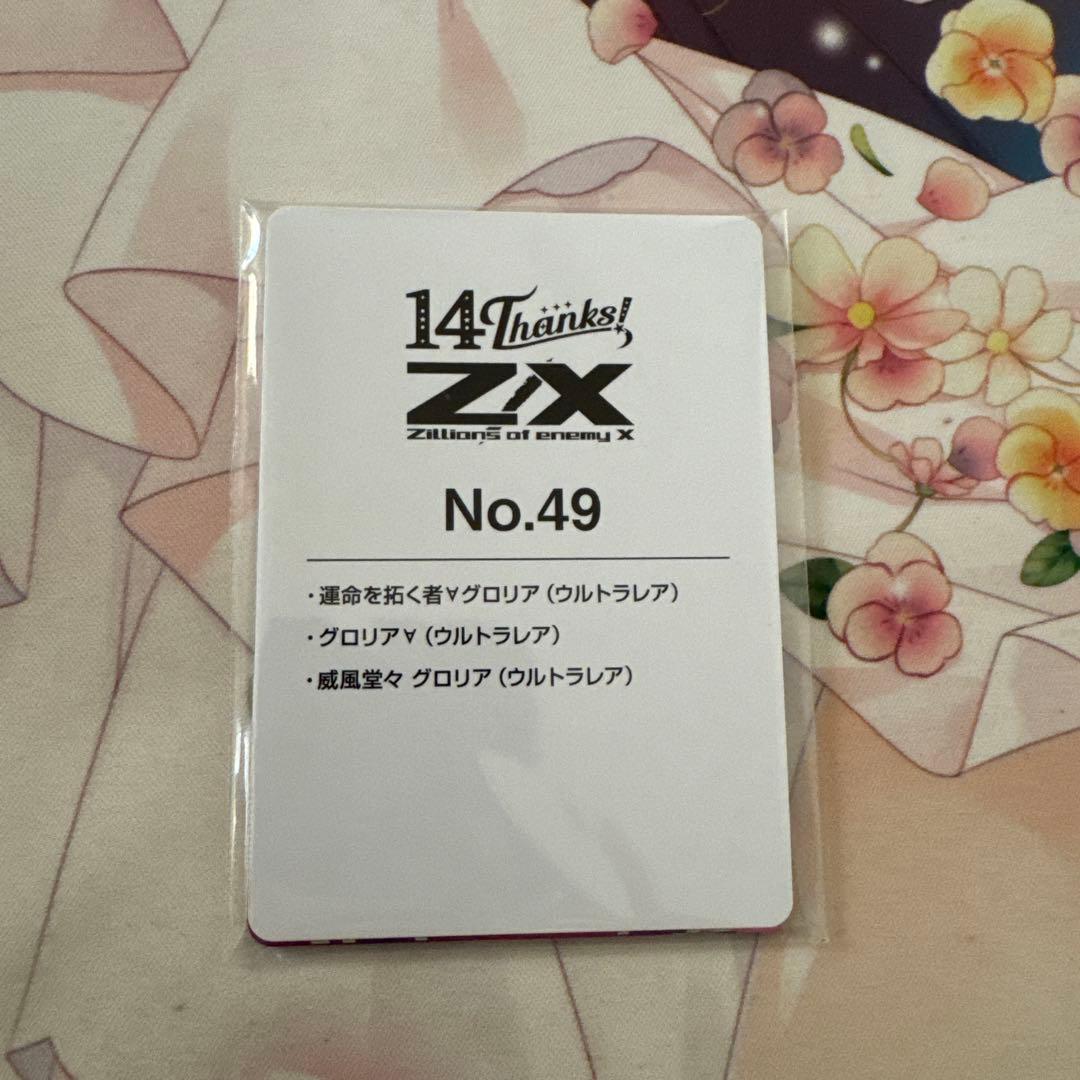 14Thanks!
Z/X
Zillions of enemy X
No.49
・運命を拓く者∀グロリア（ウルトラレア）
・グロリア∀（ウルトラレア）
・威風堂々 グロリア（ウルトラレア）